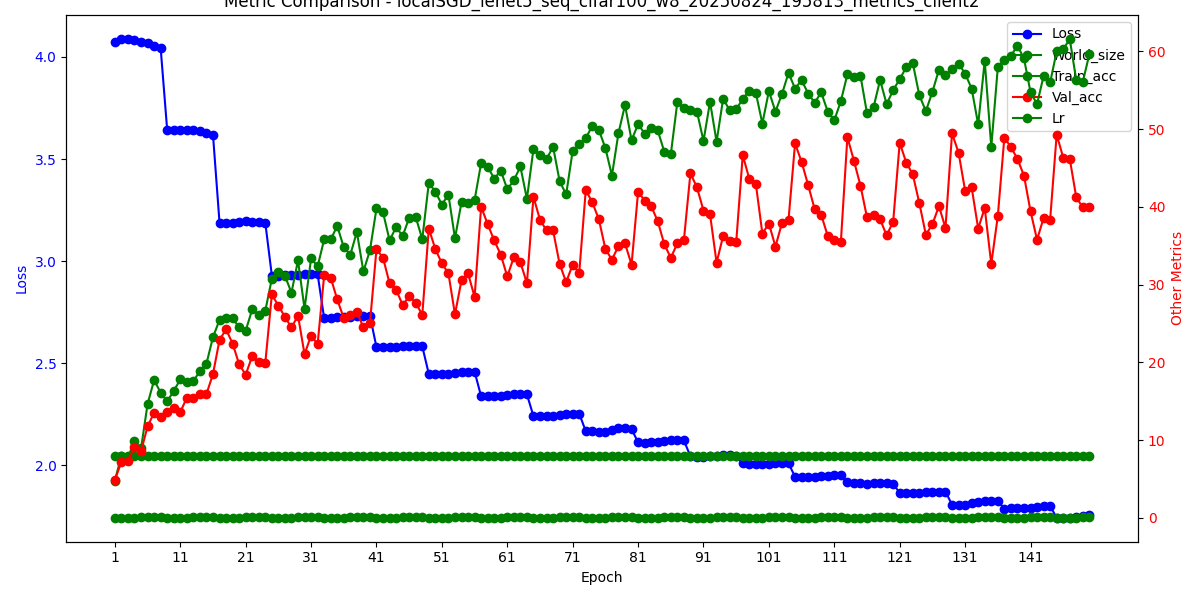 Metric Comparison - localSGD_lenet5_seq_cifar100_w8_20250824_195813_metrics_client2
Loss
World_size
Train_acc
Val_acc
Lr
4.0
3.5
3.0
2.5
2.0
Loss
60
50
40
30
20
10
0
Other Metrics
1 11 21 31 41 51 61 71 81 91 101 111 121 131 141
Epoch